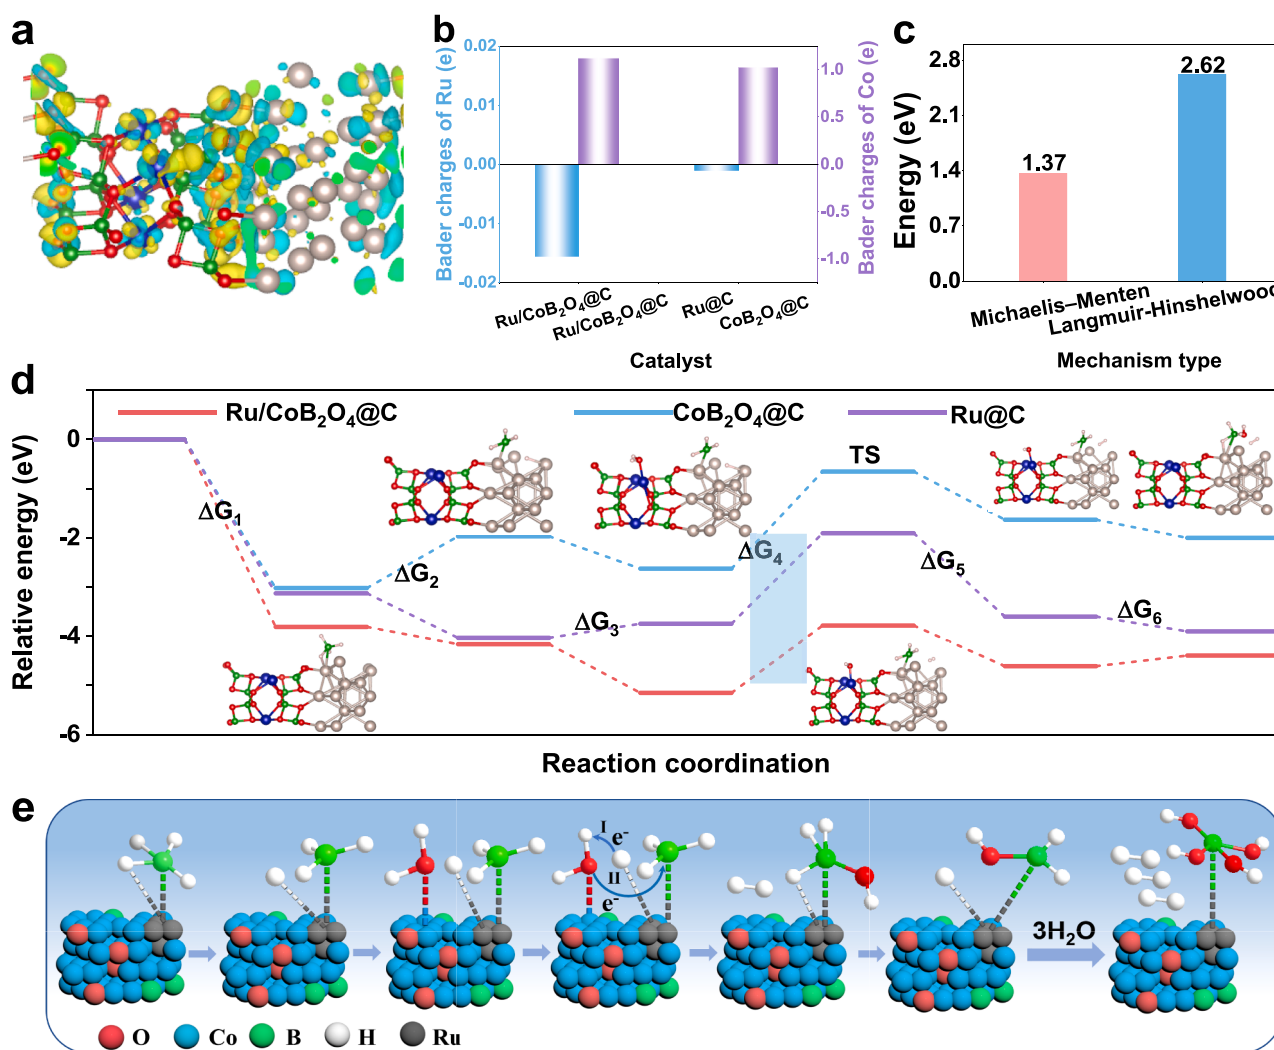 a
b
0.02
0.01
0.00
-0.01
-0.02
Bader charges of Ru (e)
1.0
0.5
0.0
-0.5
-1.0
Bader charges of Co (e)
Ru/CoB₂O₄@C
Ru/CoB₂O₄@C
Ru@C
CoB₂O₄@C
Catalyst
c
2.8
2.1
1.4
0.7
0.0
Energy (eV)
1.37
2.62
Michaelis–Menten
Langmuir-Hinshelwood
Mechanism type
d
Ru/CoB₂O₄@C
CoB₂O₄@C
Ru@C
0
-2
-4
-6
Relative energy (eV)
TS
ΔG₁
ΔG₂
ΔG₃
ΔG₄
ΔG₅
ΔG₆
Reaction coordination
e
I
e⁻
II
e⁻
3H₂O
O
Co
B
H
Ru